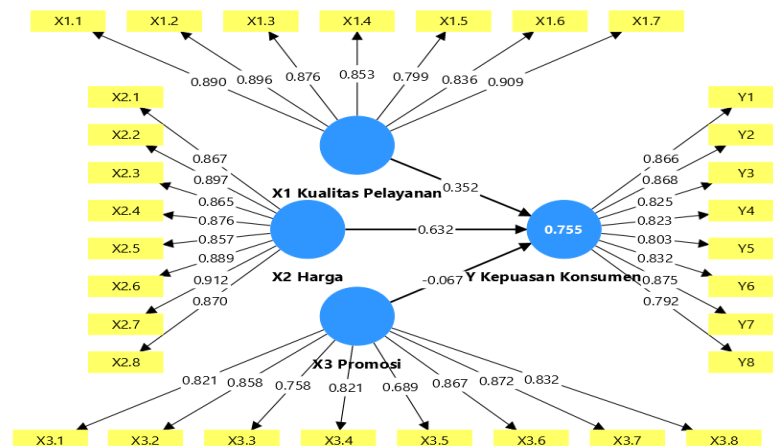 X1.1 X1.2 X1.3 X1.4 X1.5 X1.6 X1.7
0.890 0.896 0.876 0.853 0.799 0.836 0.909
X2.1
X2.2
X2.3
X2.4
X2.5
X2.6
X2.7
X2.8
0.867
0.897
0.865
0.876
0.857
0.889
0.912
0.870
X1 Kualitas Pelayanan
0.352
X2 Harga
0.632
X3 Promosi
-0.067
0.755
Y Kepuasan Konsumen
0.866
0.868
0.825
0.823
0.803
0.832
0.875
0.792
Y1
Y2
Y3
Y4
Y5
Y6
Y7
Y8
0.821 0.858 0.758 0.821 0.689 0.867 0.872 0.832
X3.1 X3.2 X3.3 X3.4 X3.5 X3.6 X3.7 X3.8